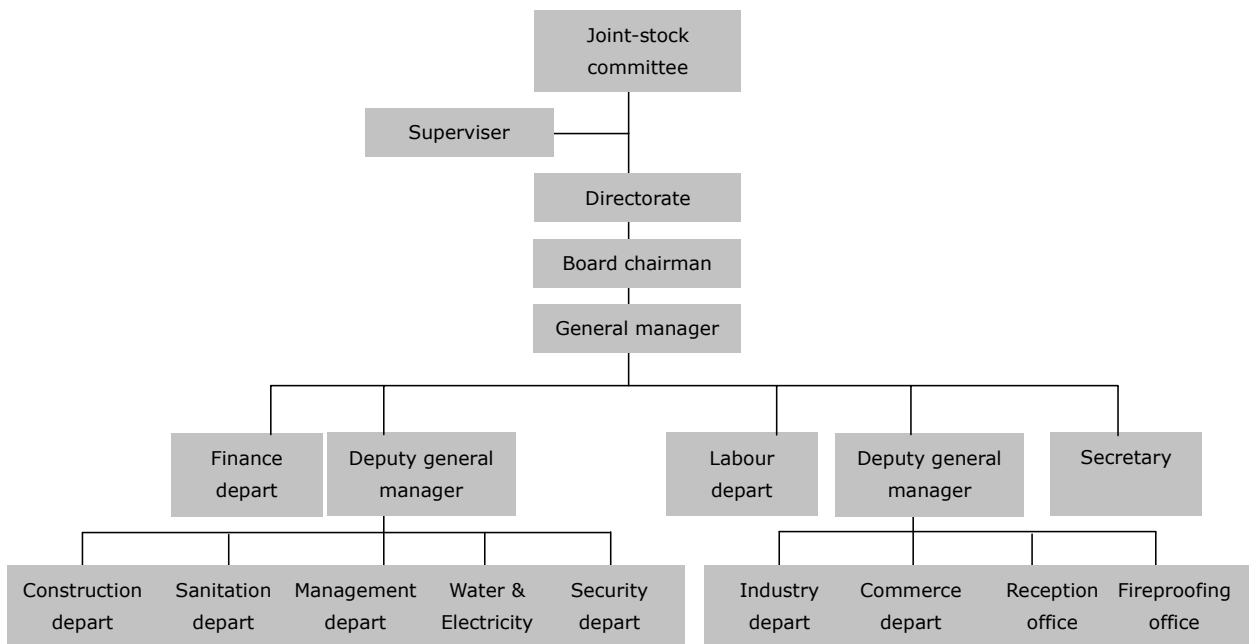 Joint-stock
committee
Superviser
Directorate
Board chairman
General manager
Finance
depart
Deputy general
manager
Labour
depart
Deputy general
manager
Secretary
Construction
depart
Sanitation
depart
Management
depart
Water &
Electricity
Security
depart
Industry
depart
Commerce
depart
Reception
office
Fireproofing
office